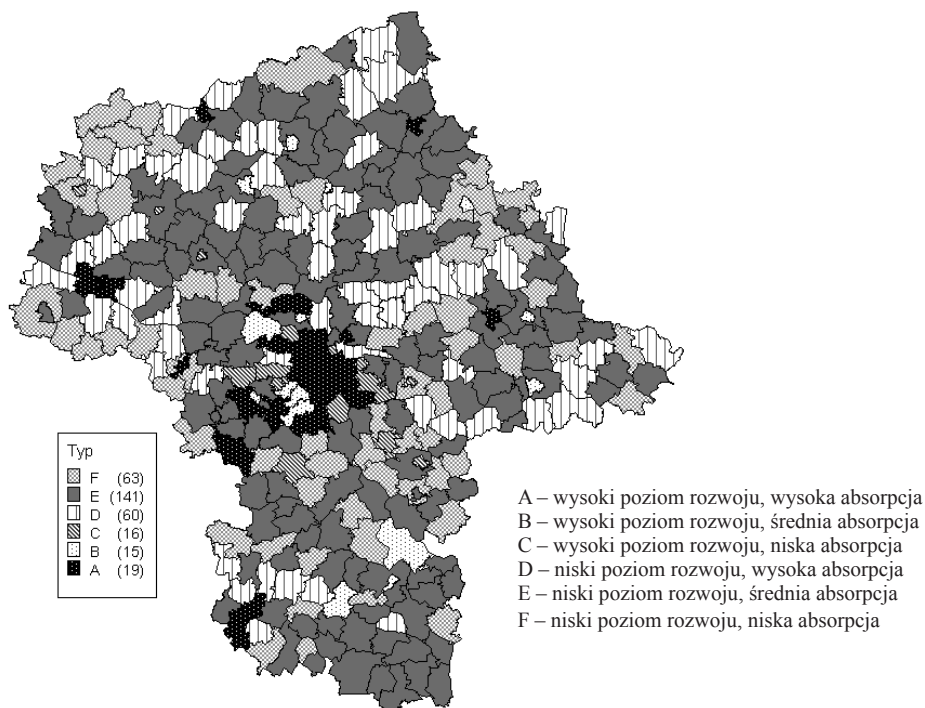 Typ
F (63)
E (141)
D (60)
C (16)
B (15)
A (19)
A – wysoki poziom rozwoju, wysoka absorpcja
B – wysoki poziom rozwoju, średnia absorpcja
C – wysoki poziom rozwoju, niska absorpcja
D – niski poziom rozwoju, wysoka absorpcja
E – niski poziom rozwoju, średnia absorpcja
F – niski poziom rozwoju, niska absorpcja